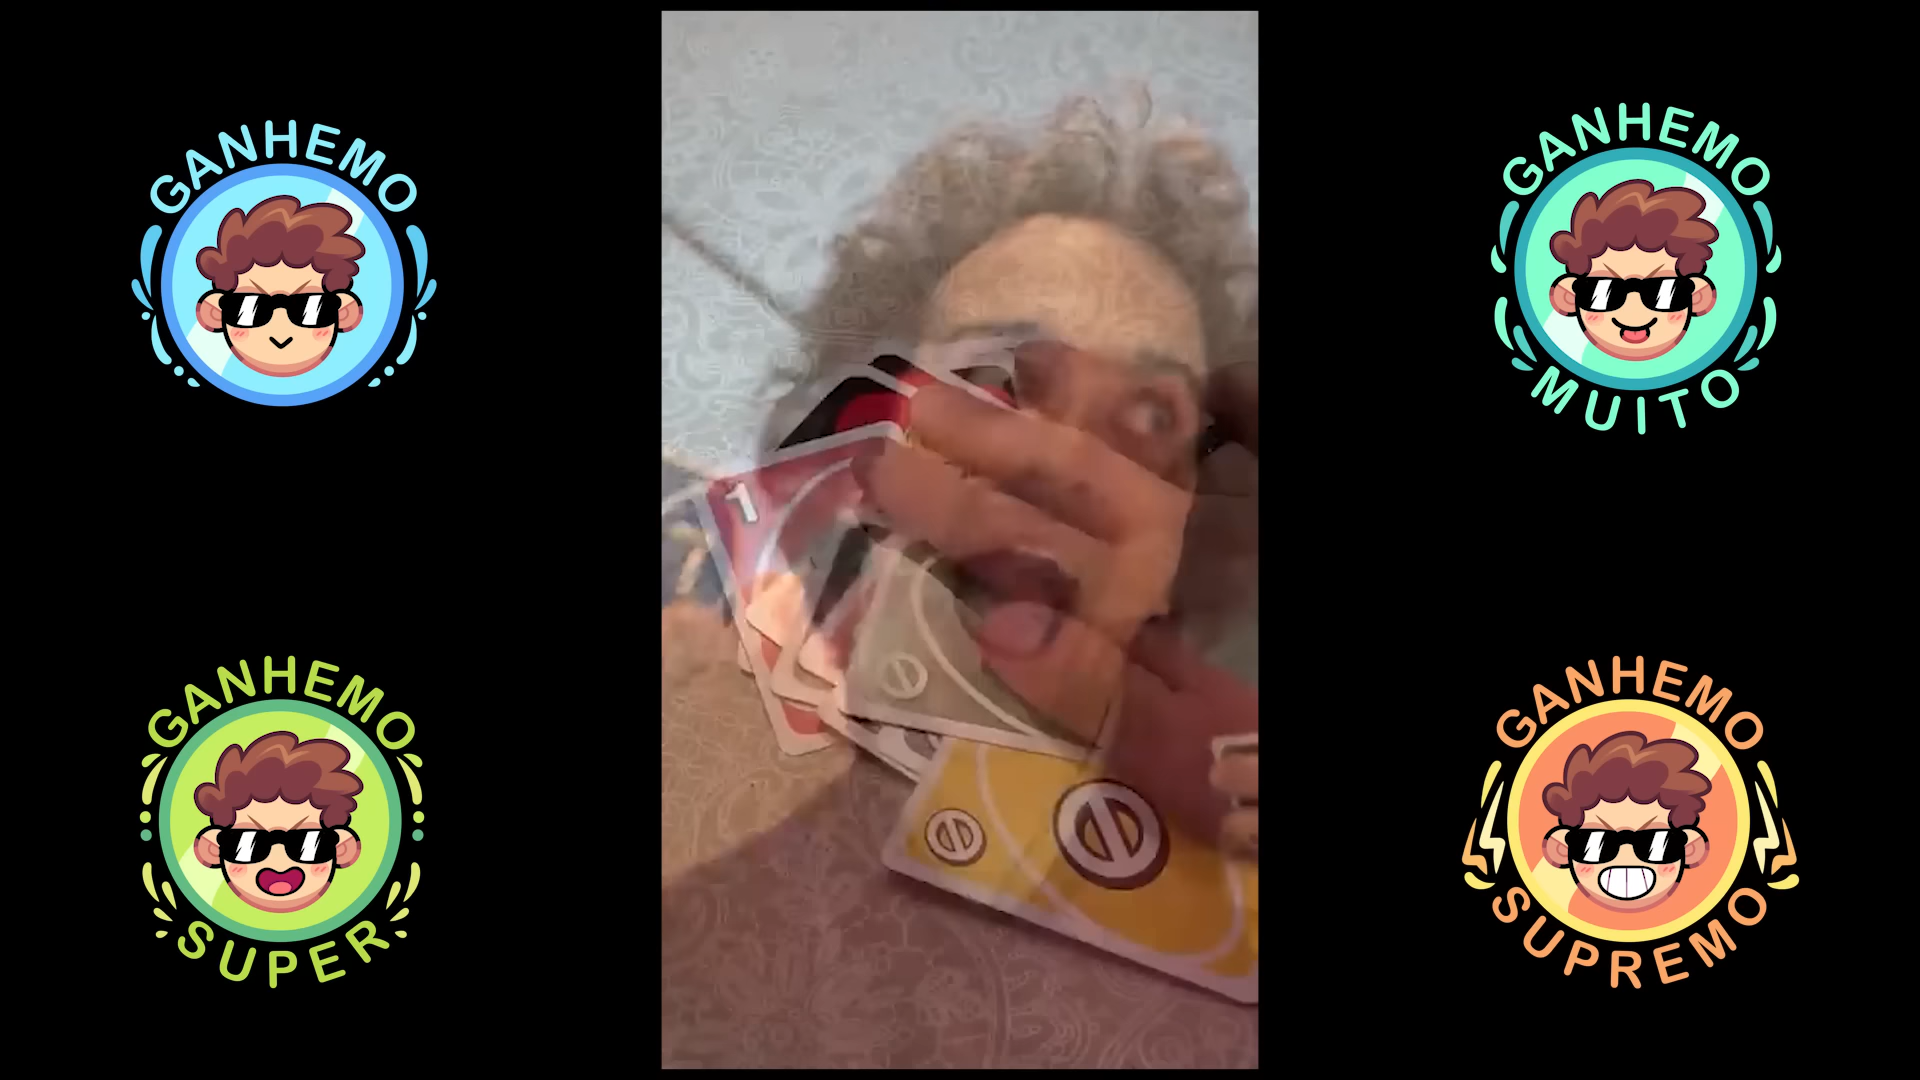 GANHEMO
GANHEMO
MUITO
1
GANHEMO
SUPER
GANHEMO
SUPREMO